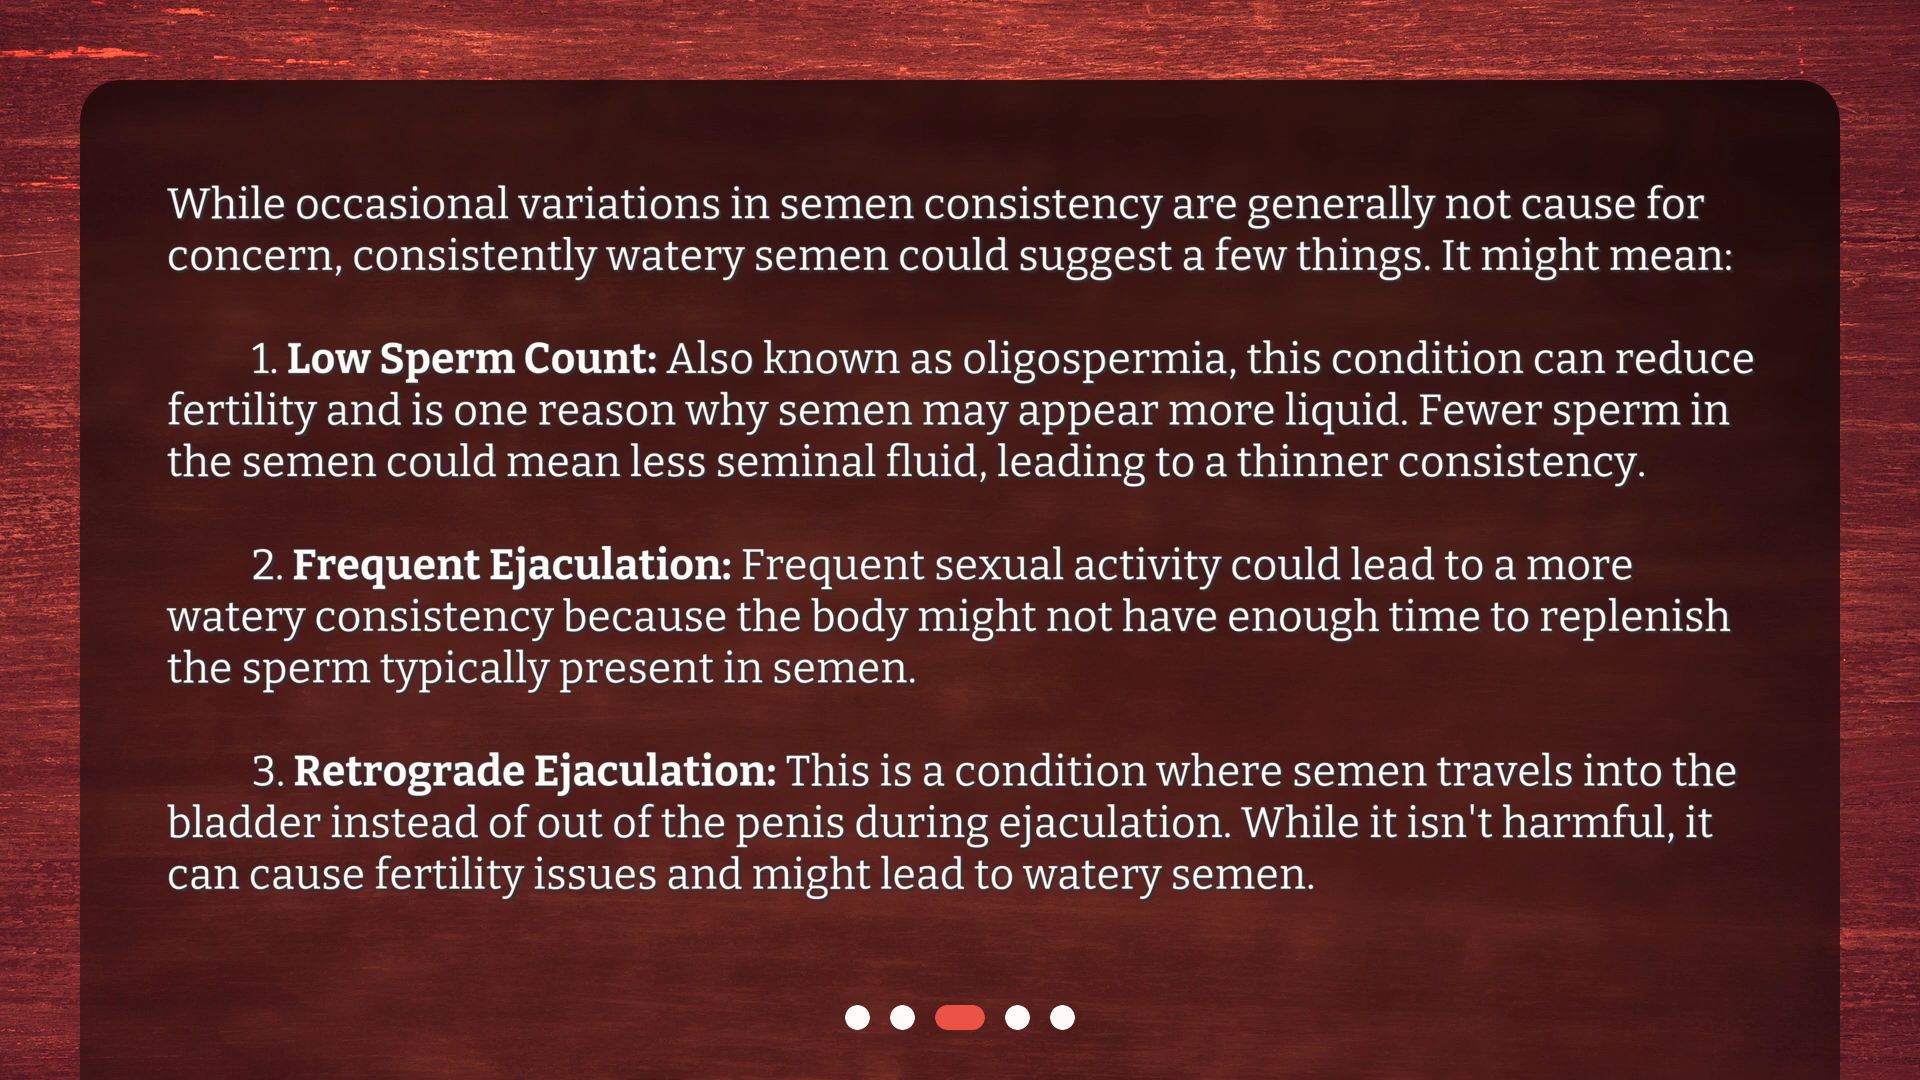 While occasional variations in semen consistency are generally not cause for
concern, consistently watery semen could suggest a few things. It might mean:
1. Low Sperm Count: Also known as oligospermia, this condition can reduce
fertility and is one reason why semen may appear more liquid. Fewer sperm in
the semen could mean less seminal fluid, leading to a thinner consistency.
2. Frequent Ejaculation: Frequent sexual activity could lead to a more
watery consistency because the body might not have enough time to replenish
the sperm typically present in semen.
3. Retrograde Ejaculation: This is a condition where semen travels into the
bladder instead of out of the penis during ejaculation. While it isn't harmful, it
can cause fertility issues and might lead to watery semen.